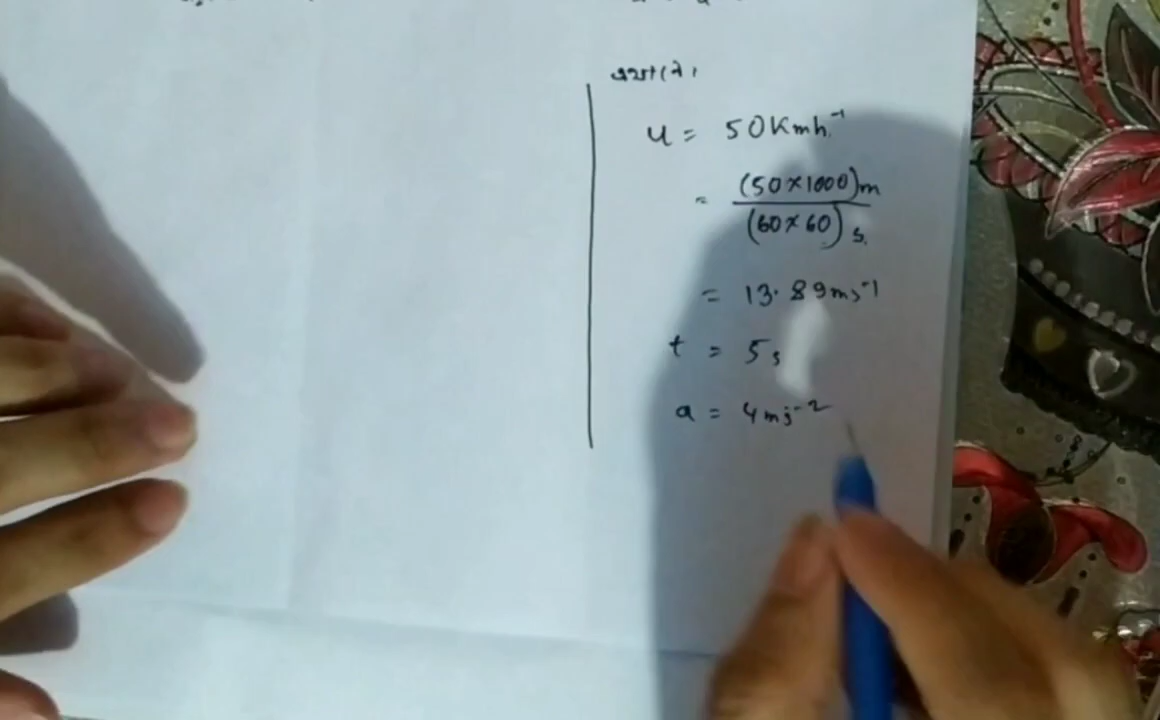 u = 50Kmh⁻¹
= (50×1000)m / (60×60) s.
= 13.89ms⁻¹
t = 5s
a = 4ms⁻²